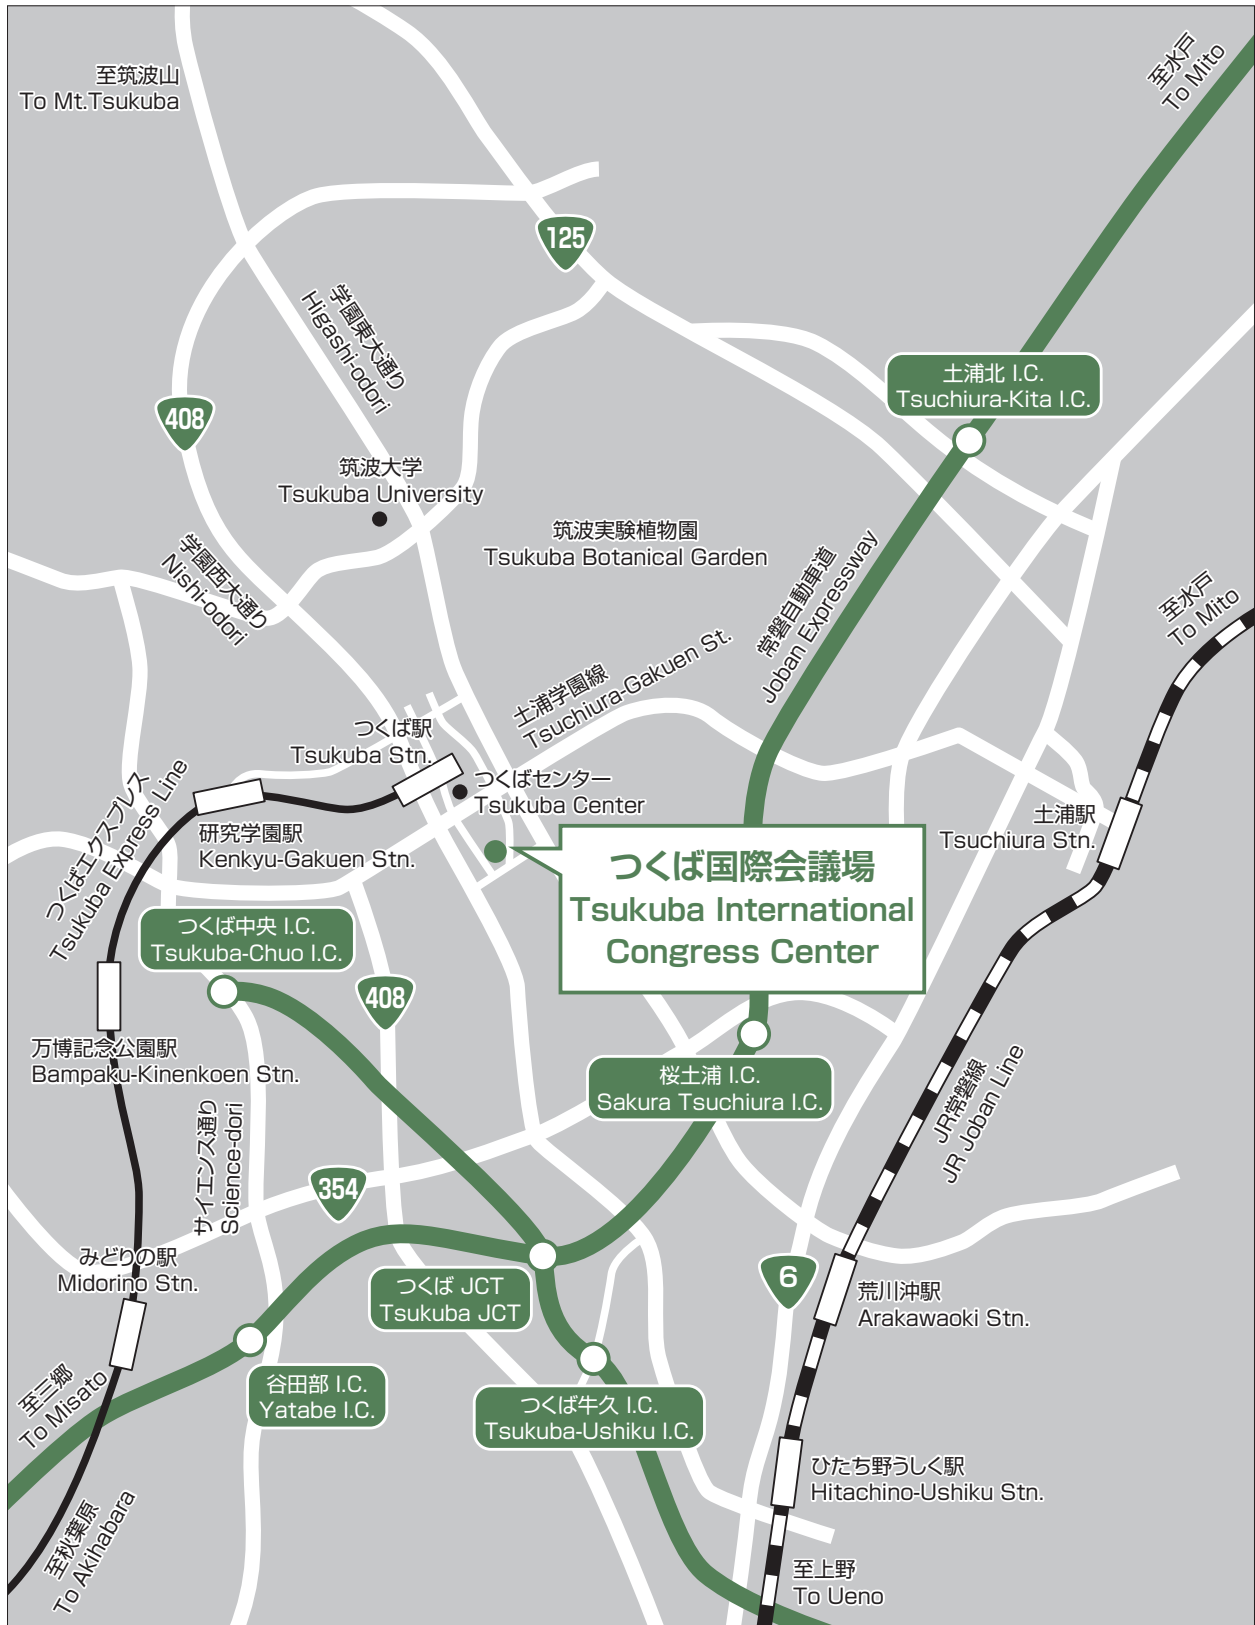 至筑波山
To Mt.Tsukuba
至水戸
To Mito
125
学園東大通り
Higashi-odori
土浦北 I.C.
Tsuchiura-Kita I.C.
408
筑波大学
Tsukuba University
筑波実験植物園
Tsukuba Botanical Garden
学園西大通り
Nishi-odori
常磐自動車道
Joban Expressway
至水戸
To Mito
土浦学園線
Tsuchiura-Gakuen St.
つくば駅
Tsukuba Stn.
つくばセンター
Tsukuba Center
つくばエクスプレス
Tsukuba Express Line
研究学園駅
Kenkyu-Gakuen Stn.
土浦駅
Tsuchiura Stn.
つくば国際会議場
Tsukuba International
Congress Center
つくば中央 I.C.
Tsukuba-Chuo I.C.
408
万博記念公園駅
Bampaku-Kinenkoen Stn.
桜土浦 I.C.
Sakura Tsuchiura I.C.
JR常磐線
JR Joban Line
サイエンス通り
Science-dori
354
みどりの駅
Midorino Stn.
つくば JCT
Tsukuba JCT
6
荒川沖駅
Arakawaoki Stn.
至三郷
To Misato
谷田部 I.C.
Yatabe I.C.
つくば牛久 I.C.
Tsukuba-Ushiku I.C.
ひたち野うしく駅
Hitachino-Ushiku Stn.
至秋葉原
To Akihabara
至上野
To Ueno